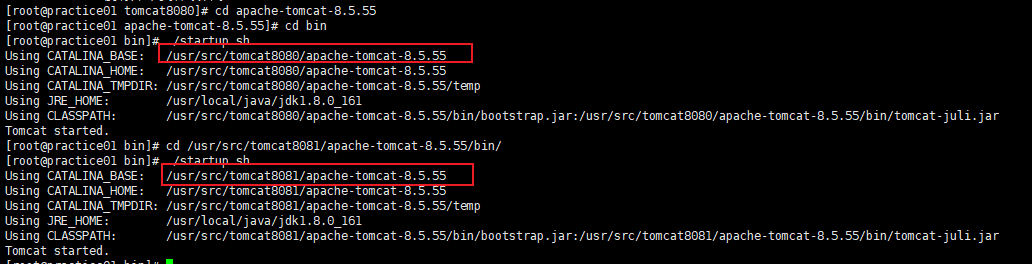 [root@practice01 tomcat8080]# cd apache-tomcat-8.5.55
[root@practice01 apache-tomcat-8.5.55]# cd bin
[root@practice01 bin]# ./startup.sh
Using CATALINA_BASE:   /usr/src/tomcat8080/apache-tomcat-8.5.55
Using CATALINA_HOME:   /usr/src/tomcat8080/apache-tomcat-8.5.55
Using CATALINA_TMPDIR: /usr/src/tomcat8080/apache-tomcat-8.5.55/temp
Using JRE_HOME:        /usr/local/java/jdk1.8.0_161
Using CLASSPATH:       /usr/src/tomcat8080/apache-tomcat-8.5.55/bin/bootstrap.jar:/usr/src/tomcat8080/apache-tomcat-8.5.55/bin/tomcat-juli.jar
Tomcat started.
[root@practice01 bin]# cd /usr/src/tomcat8081/apache-tomcat-8.5.55/bin/
[root@practice01 bin]# ./startup.sh
Using CATALINA_BASE:   /usr/src/tomcat8081/apache-tomcat-8.5.55
Using CATALINA_HOME:   /usr/src/tomcat8081/apache-tomcat-8.5.55
Using CATALINA_TMPDIR: /usr/src/tomcat8081/apache-tomcat-8.5.55/temp
Using JRE_HOME:        /usr/local/java/jdk1.8.0_161
Using CLASSPATH:       /usr/src/tomcat8081/apache-tomcat-8.5.55/bin/bootstrap.jar:/usr/src/tomcat8081/apache-tomcat-8.5.55/bin/tomcat-juli.jar
Tomcat started.
[root@practice01 bin]#